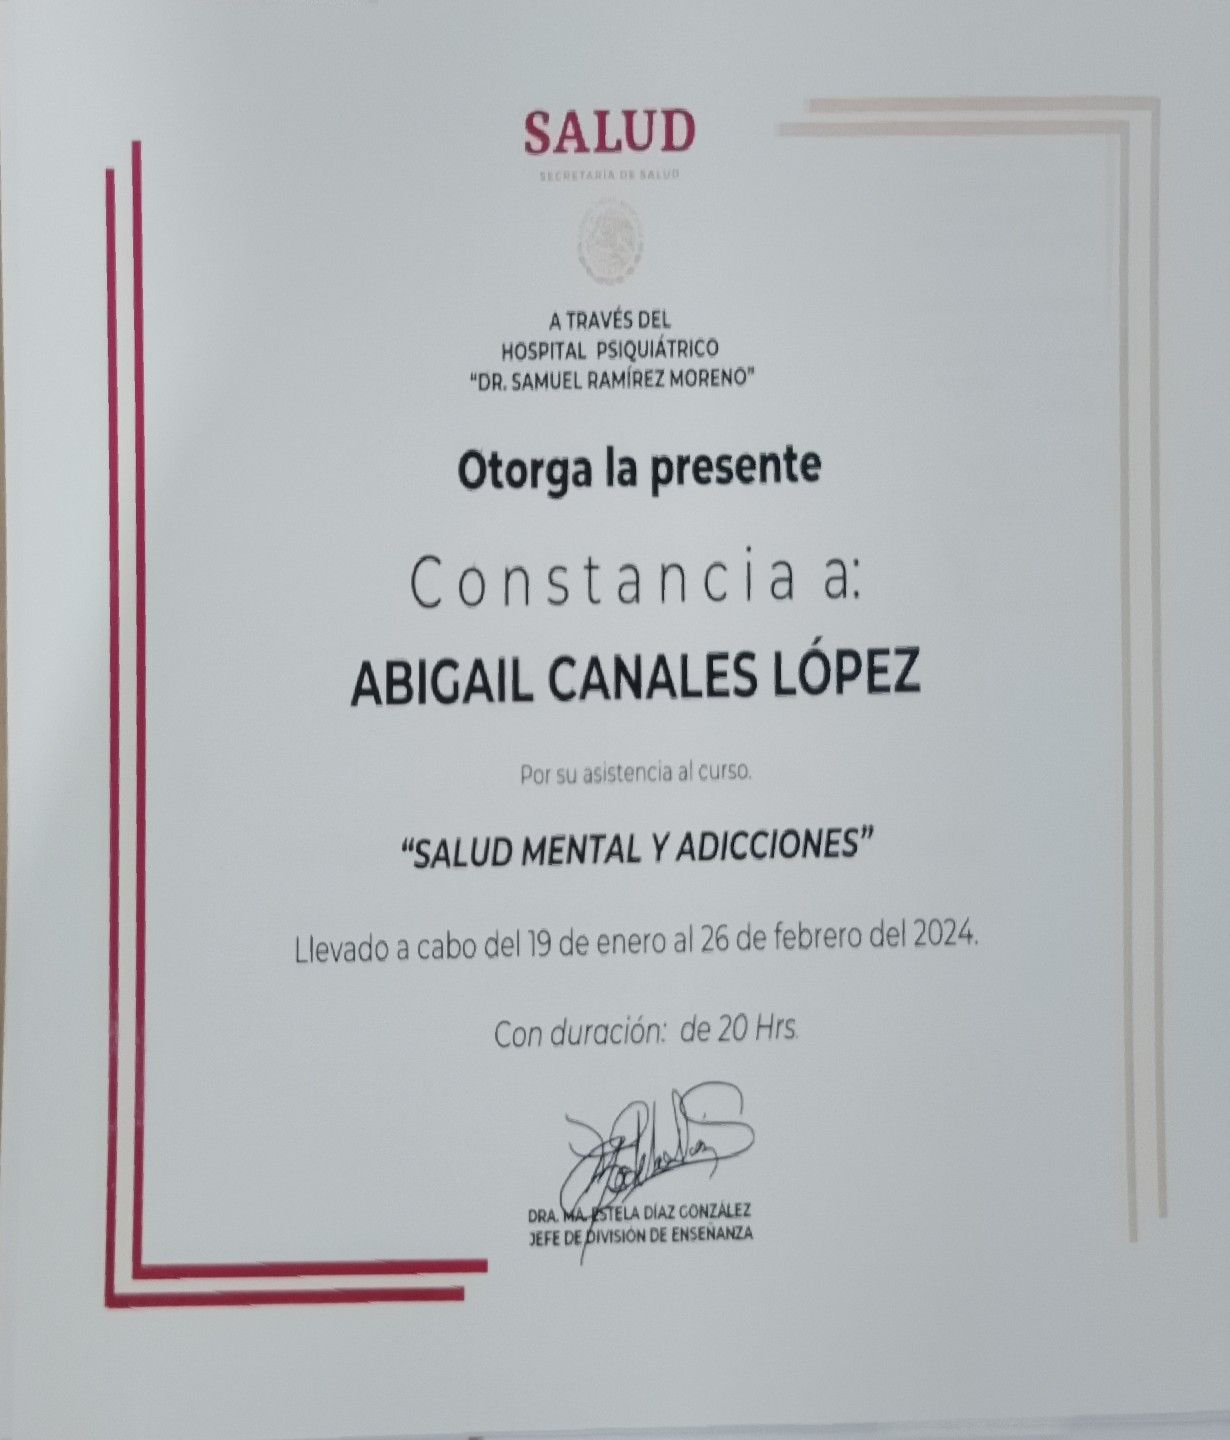 SALUD
SECRETARÍA DE SALUD
A TRAVÉS DEL
HOSPITAL PSIQUIÁTRICO
“DR. SAMUEL RAMÍREZ MORENO”
Otorga la presente
Constancia a:
ABIGAIL CANALES LÓPEZ
Por su asistencia al curso.
“SALUD MENTAL Y ADICCIONES”
Llevado a cabo del 19 de enero al 26 de febrero del 2024.
Con duración: de 20 Hrs.
DRA. MA. ESTELA DÍAZ GONZÁLEZ
JEFE DE DIVISIÓN DE ENSEÑANZA